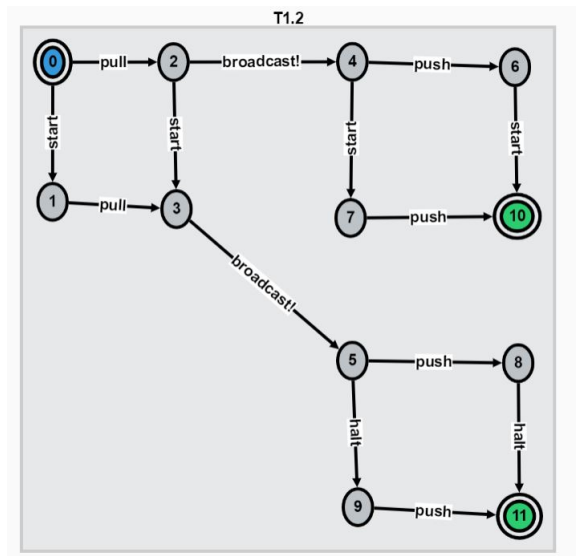 T1.2
0 pull 2 broadcast! 4 push 6
start start start start
1 pull 3 7 push 10
broadcast!
5 push 8
halt halt
9 push 11